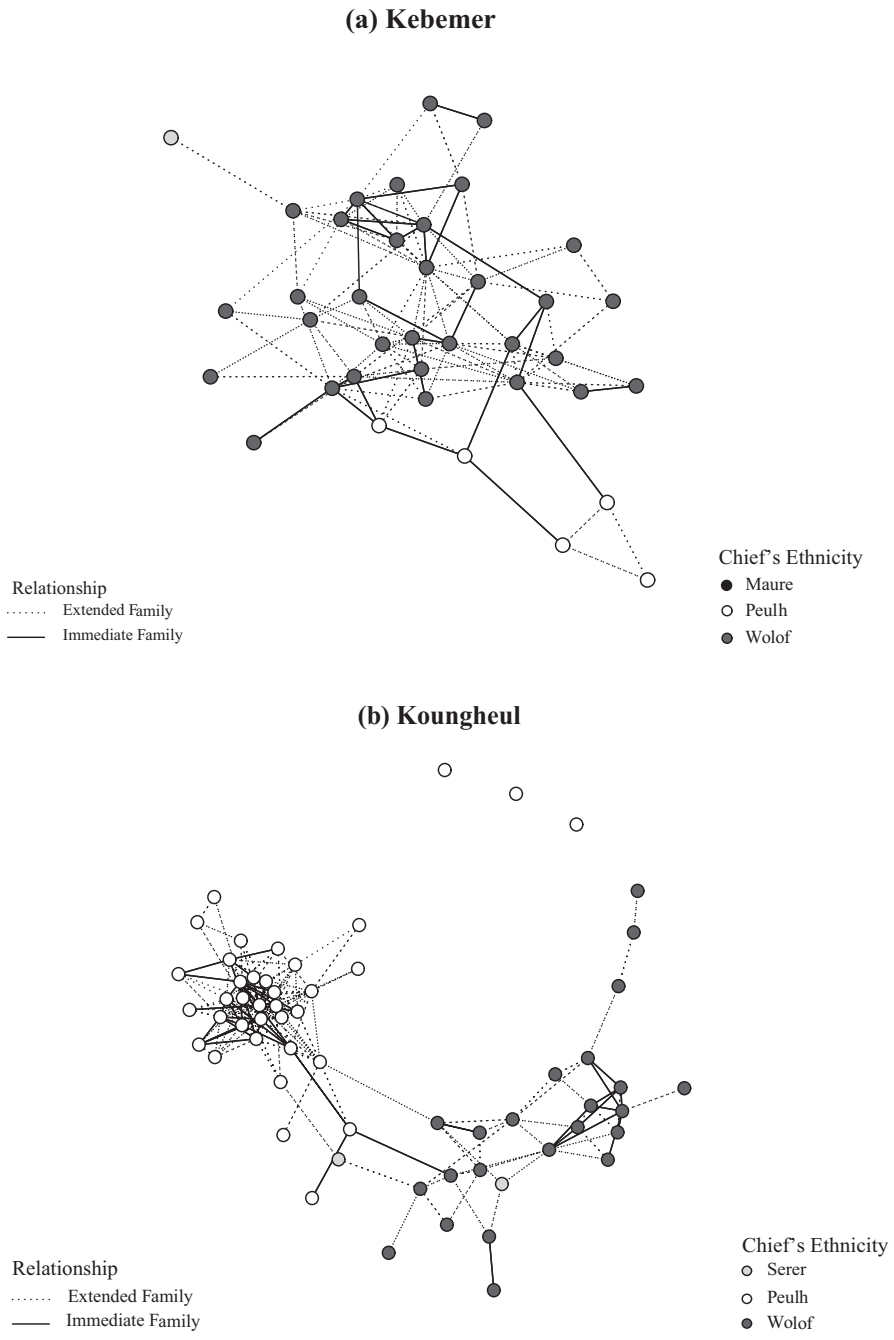 (a) Kebemer
Relationship
Extended Family
Immediate Family
Chief's Ethnicity
Maure
Peulh
Wolof
(b) Koungheul
Relationship
Extended Family
Immediate Family
Chief's Ethnicity
Serer
Peulh
Wolof